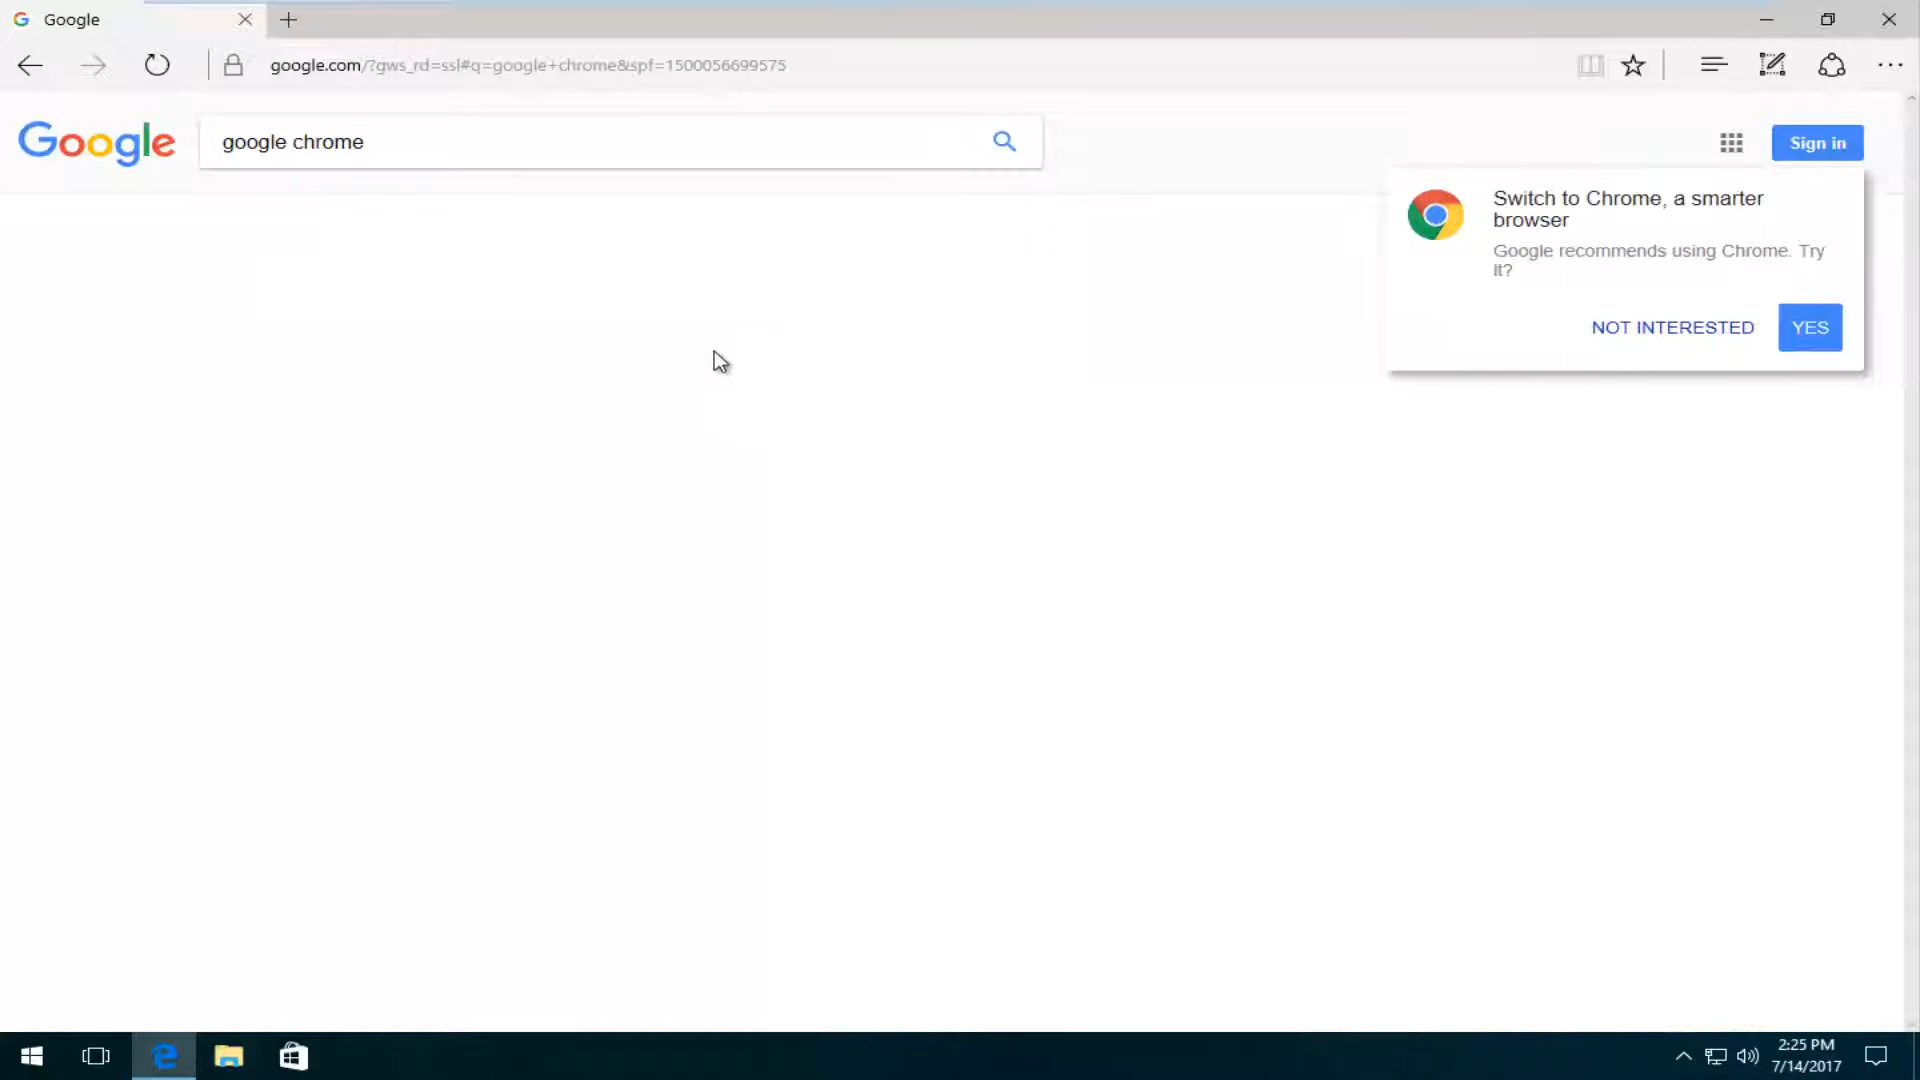 Google
google.com/?gws_rd=ssl#q=google+chrome&spf=1500056699575
Google
google chrome
Sign in
Switch to Chrome, a smarter
browser
Google recommends using Chrome. Try
it?
NOT INTERESTED
YES
2:25 PM
7/14/2017